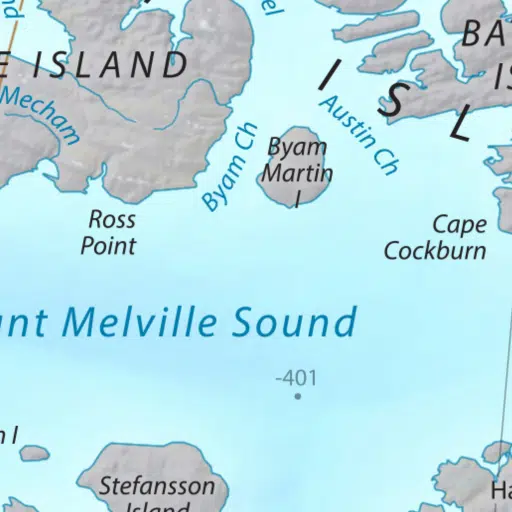 E ISLAND
BA
IS
I
S
L
Mecham
Austin Ch
Byam Ch
Byam
Martin
I
Ross
Point
Cape
Cockburn
nt Melville Sound
-401
I
Stefansson
Island
Ha